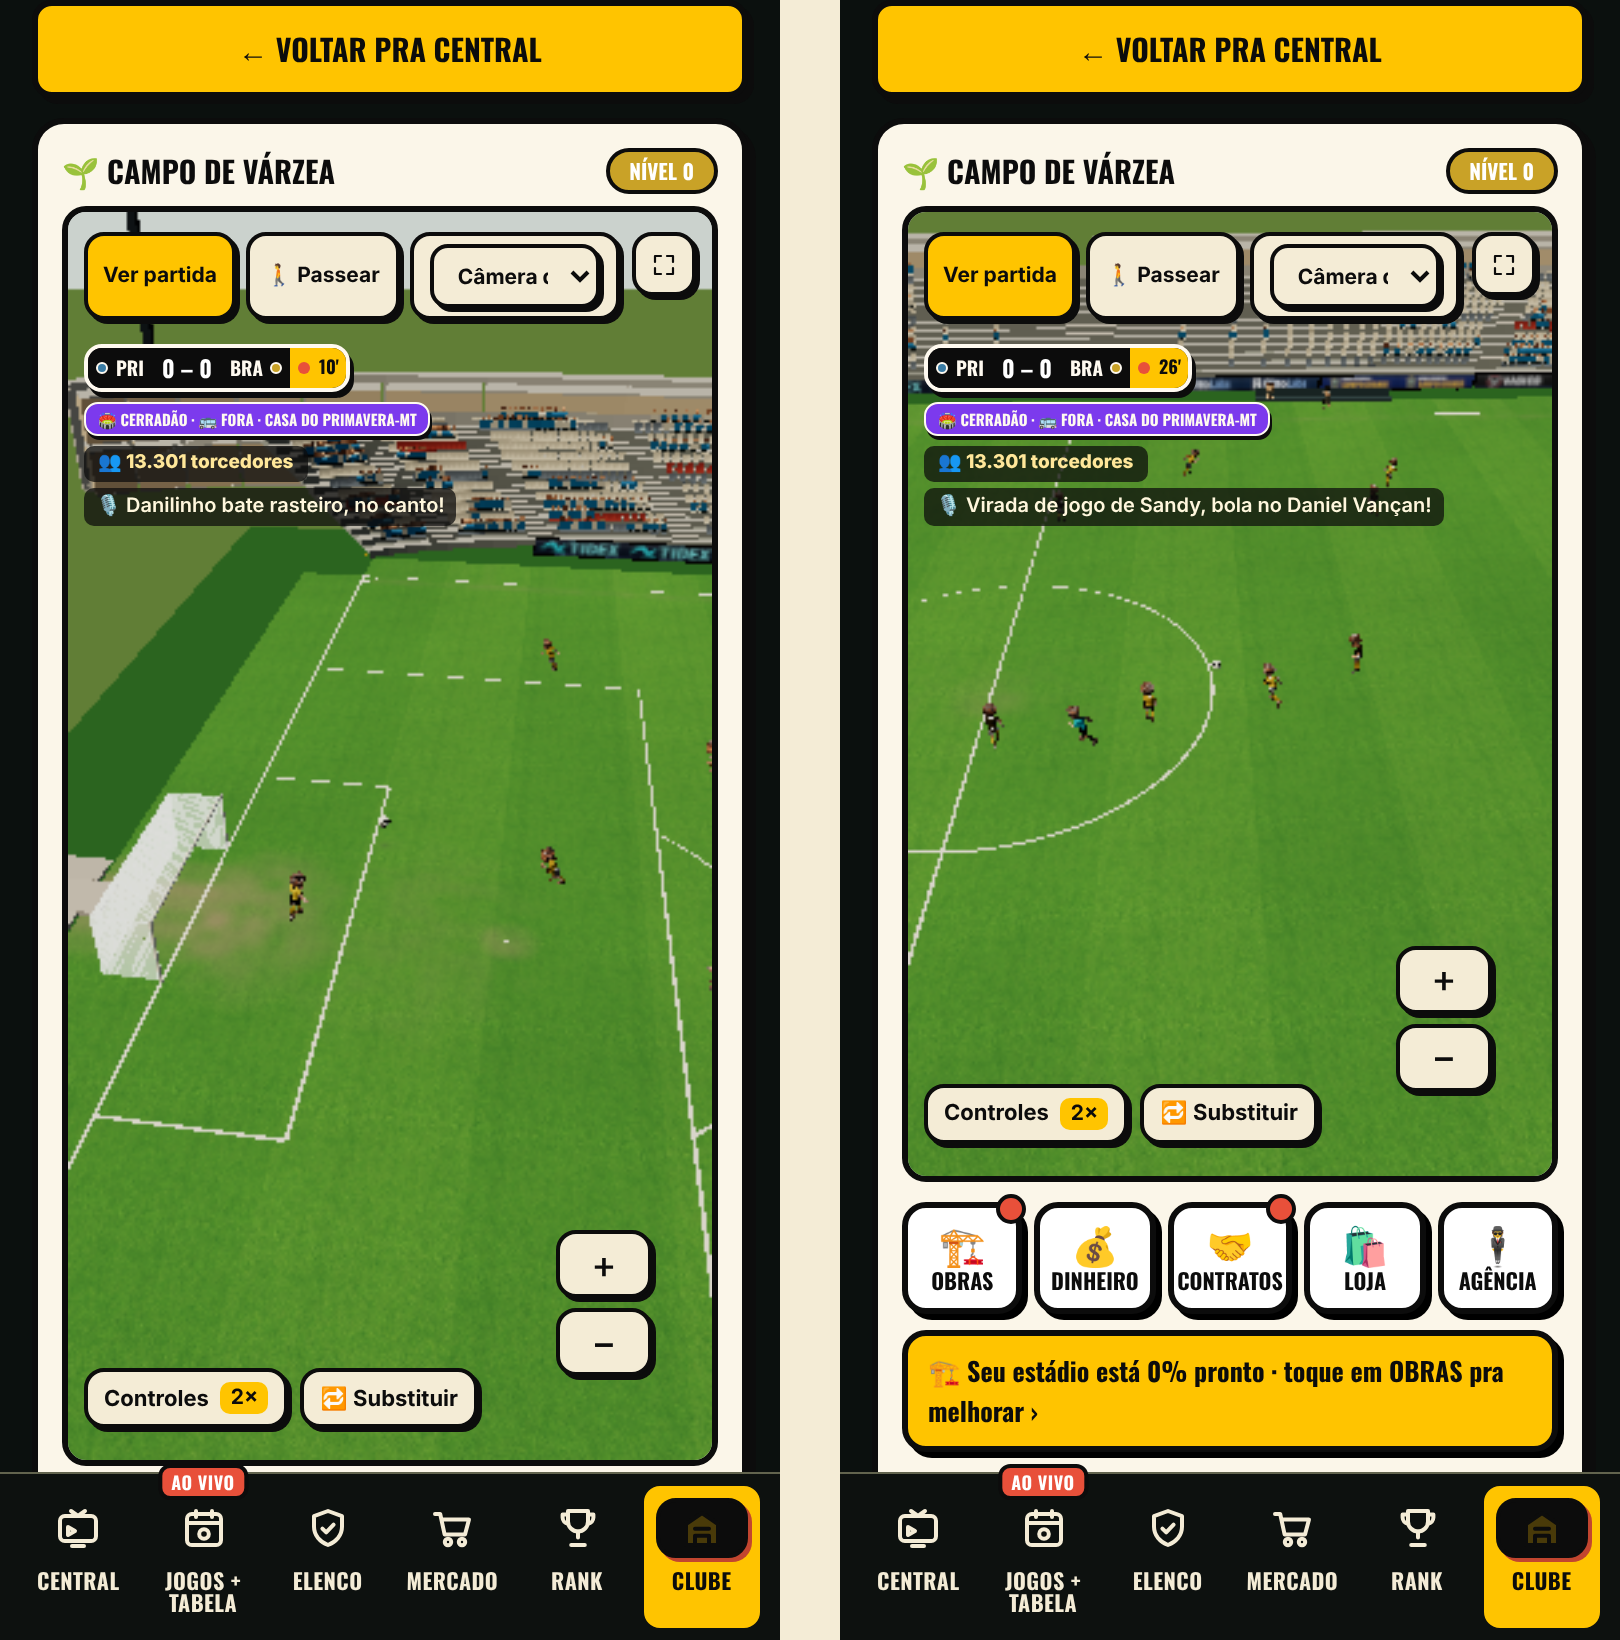 ← VOLTAR PRA CENTRAL
🌱 CAMPO DE VÁRZEA
NÍVEL 0
Ver partida
🚶 Passear
Câmera
PRI 0 – 0 BRA 10'
CERRADÃO · FORA · CASA DO PRIMAVERA-MT
👥 13.301 torcedores
🎙️ Danilinho bate rasteiro, no canto!
TIDEX TIDEX
+
−
Controles 2×
🔁 Substituir
AO VIVO
CENTRAL
JOGOS +
TABELA
ELENCO
MERCADO
RANK
CLUBE
← VOLTAR PRA CENTRAL
🌱 CAMPO DE VÁRZEA
NÍVEL 0
Ver partida
🚶 Passear
Câmera
PRI 0 – 0 BRA 26'
CERRADÃO · FORA · CASA DO PRIMAVERA-MT
👥 13.301 torcedores
🎙️ Virada de jogo de Sandy, bola no Daniel Vançan!
+
−
Controles 2×
🔁 Substituir
OBRAS
DINHEIRO
CONTRATOS
LOJA
AGÊNCIA
🏗️ Seu estádio está 0% pronto · toque em OBRAS pra
melhorar ›
AO VIVO
CENTRAL
JOGOS +
TABELA
ELENCO
MERCADO
RANK
CLUBE